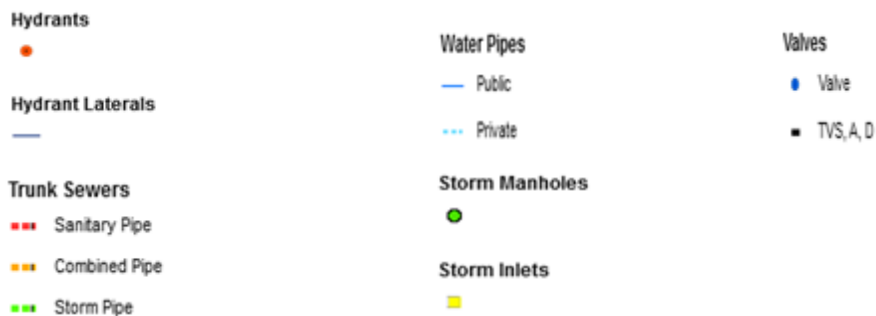 Hydrants
Hydrant Laterals
Trunk Sewers
Sanitary Pipe
Combined Pipe
Storm Pipe
Water Pipes
Public
Private
Storm Manholes
Storm Inlets
Valves
Valve
TVS, A, D